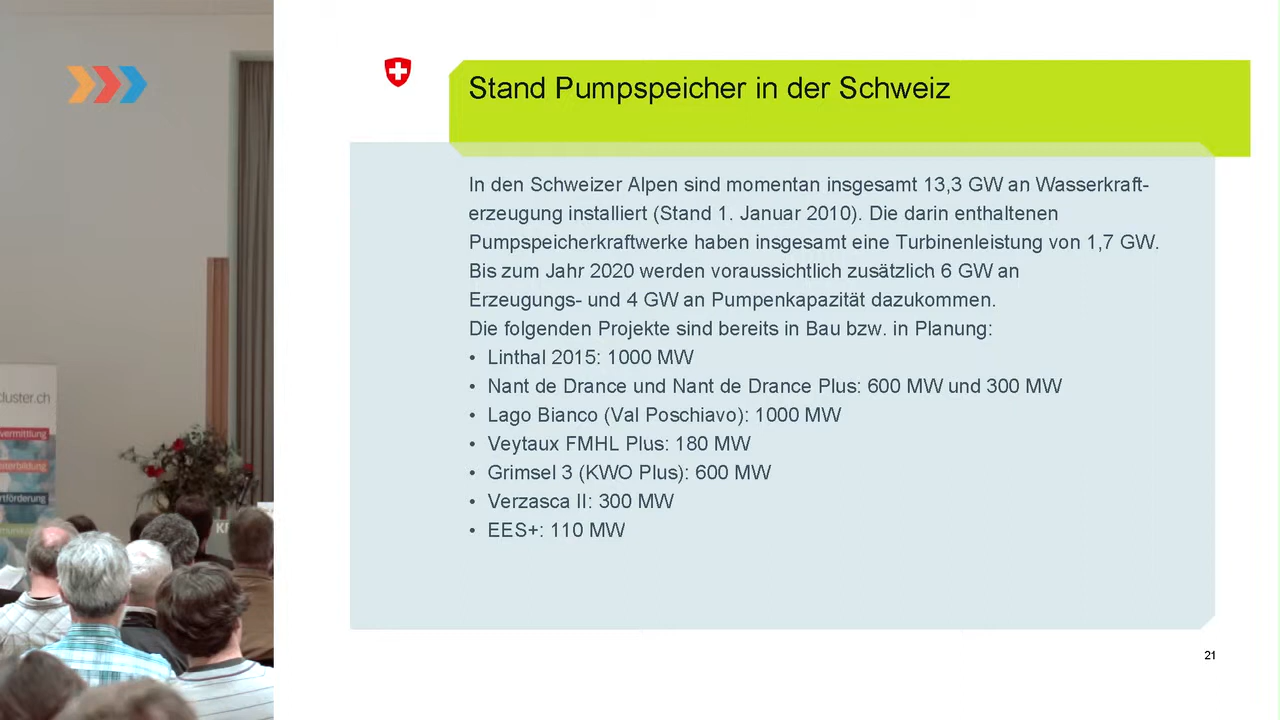 Stand Pumpspeicher in der Schweiz
In den Schweizer Alpen sind momentan insgesamt 13,3 GW an Wasserkraft-
erzeugung installiert (Stand 1. Januar 2010). Die darin enthaltenen
Pumpspeicherkraftwerke haben insgesamt eine Turbinenleistung von 1,7 GW.
Bis zum Jahr 2020 werden voraussichtlich zusätzlich 6 GW an
Erzeugungs- und 4 GW an Pumpenkapazität dazukommen.
Die folgenden Projekte sind bereits in Bau bzw. in Planung:
• Linthal 2015: 1000 MW
• Nant de Drance und Nant de Drance Plus: 600 MW und 300 MW
• Lago Bianco (Val Poschiavo): 1000 MW
• Veytaux FMHL Plus: 180 MW
• Grimsel 3 (KWO Plus): 600 MW
• Verzasca II: 300 MW
• EES+: 110 MW
21
cluster.ch
vermittlung